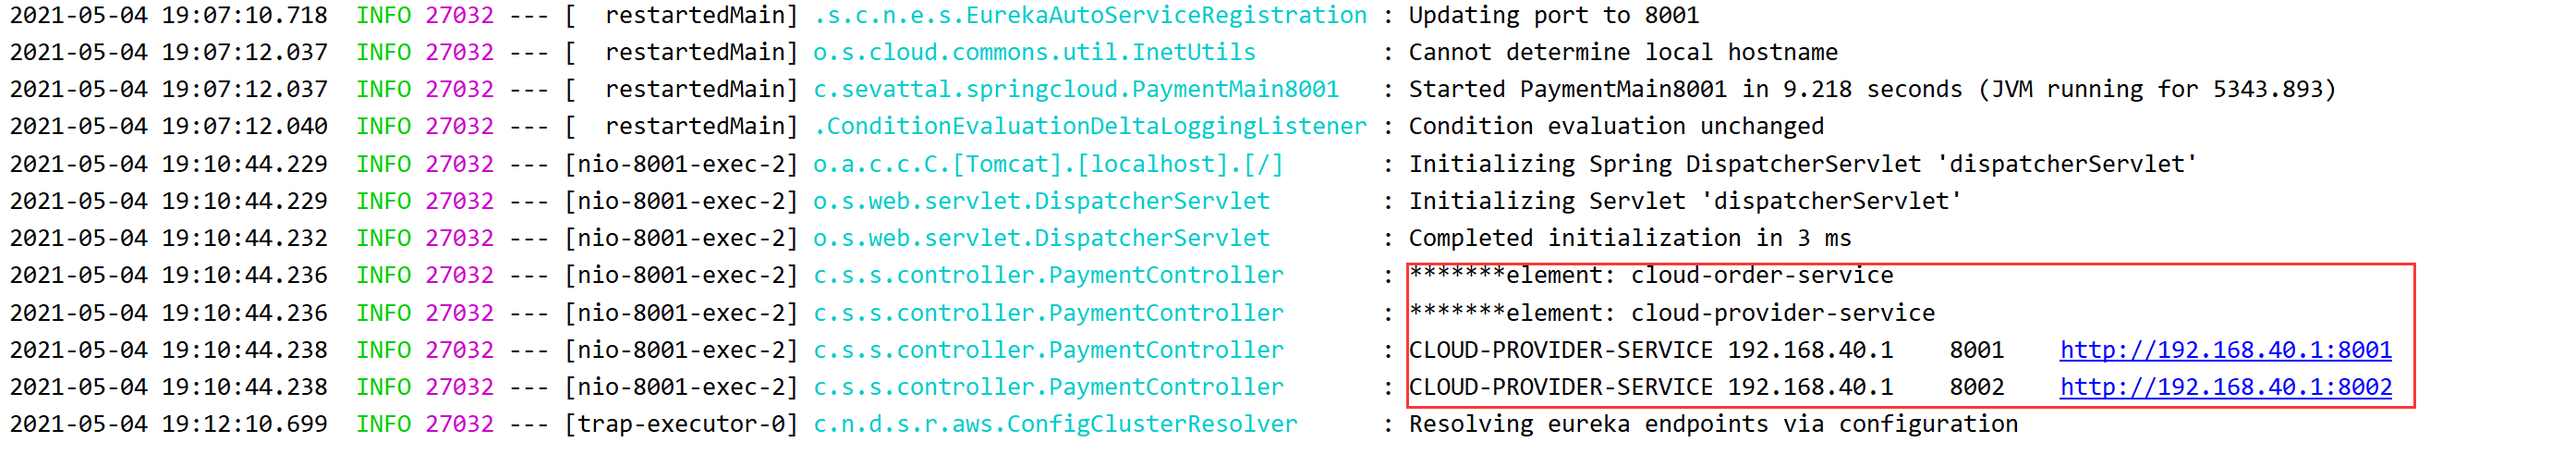 2021-05-04 19:07:10.718  INFO 27032 --- [  restartedMain] .s.c.n.e.s.EurekaAutoServiceRegistration : Updating port to 8001
2021-05-04 19:07:12.037  INFO 27032 --- [  restartedMain] o.s.cloud.commons.util.InetUtils         : Cannot determine local hostname
2021-05-04 19:07:12.037  INFO 27032 --- [  restartedMain] c.sevattal.springcloud.PaymentMain8001   : Started PaymentMain8001 in 9.218 seconds (JVM running for 5343.893)
2021-05-04 19:07:12.040  INFO 27032 --- [  restartedMain] .ConditionEvaluationDeltaLoggingListener : Condition evaluation unchanged
2021-05-04 19:10:44.229  INFO 27032 --- [nio-8001-exec-2] o.a.c.c.C.[Tomcat].[localhost].[/]       : Initializing Spring DispatcherServlet 'dispatcherServlet'
2021-05-04 19:10:44.229  INFO 27032 --- [nio-8001-exec-2] o.s.web.servlet.DispatcherServlet        : Initializing Servlet 'dispatcherServlet'
2021-05-04 19:10:44.232  INFO 27032 --- [nio-8001-exec-2] o.s.web.servlet.DispatcherServlet        : Completed initialization in 3 ms
2021-05-04 19:10:44.236  INFO 27032 --- [nio-8001-exec-2] c.s.s.controller.PaymentController       : *******element: cloud-order-service
2021-05-04 19:10:44.236  INFO 27032 --- [nio-8001-exec-2] c.s.s.controller.PaymentController       : *******element: cloud-provider-service
2021-05-04 19:10:44.238  INFO 27032 --- [nio-8001-exec-2] c.s.s.controller.PaymentController       : CLOUD-PROVIDER-SERVICE 192.168.40.1    8001    http://192.168.40.1:8001
2021-05-04 19:10:44.238  INFO 27032 --- [nio-8001-exec-2] c.s.s.controller.PaymentController       : CLOUD-PROVIDER-SERVICE 192.168.40.1    8002    http://192.168.40.1:8002
2021-05-04 19:12:10.699  INFO 27032 --- [trap-executor-0] c.n.d.s.r.aws.ConfigClusterResolver      : Resolving eureka endpoints via configuration